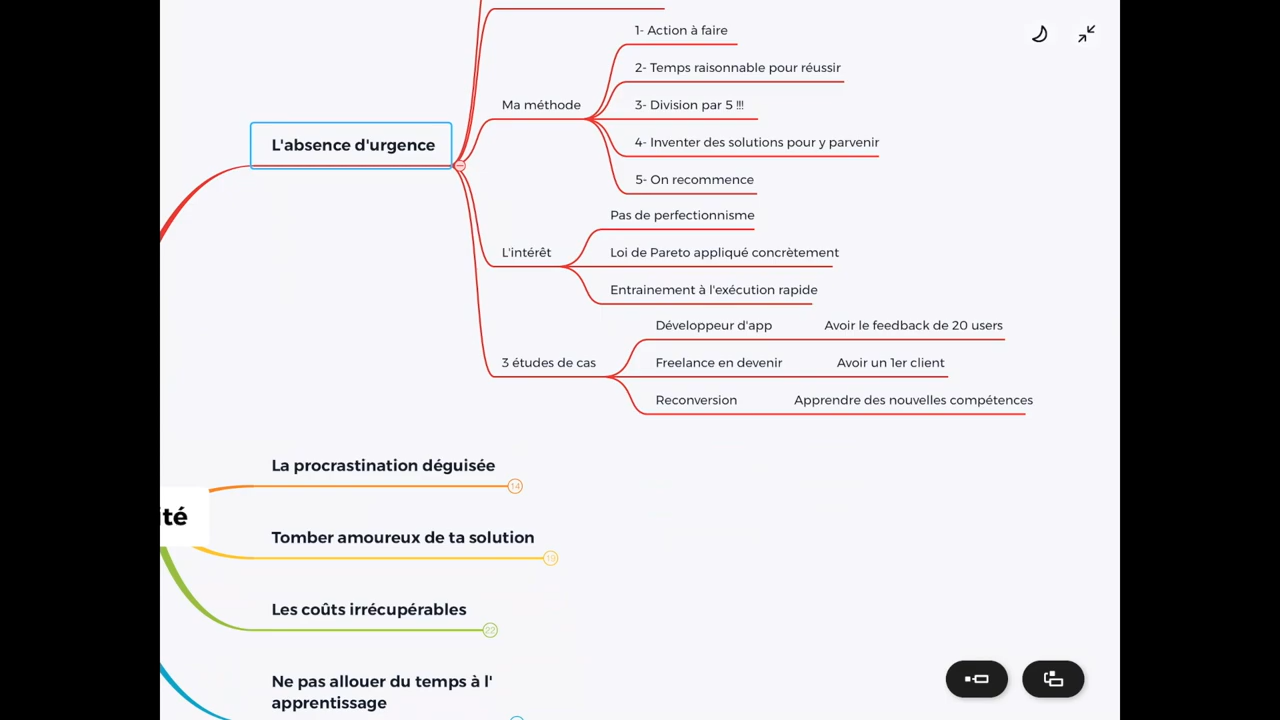 1- Action à faire
2- Temps raisonnable pour réussir
Ma méthode
3- Division par 5 !!!
4- Inventer des solutions pour y parvenir
L'absence d'urgence
5- On recommence
Pas de perfectionnisme
L'intérêt
Loi de Pareto appliqué concrètement
Entrainement à l'exécution rapide
Développeur d'app
Avoir le feedback de 20 users
3 études de cas
Freelance en devenir
Avoir un 1er client
Reconversion
Apprendre des nouvelles compétences
La procrastination déguisée
14
ité
Tomber amoureux de ta solution
19
Les coûts irrécupérables
22
Ne pas allouer du temps à l'
apprentissage